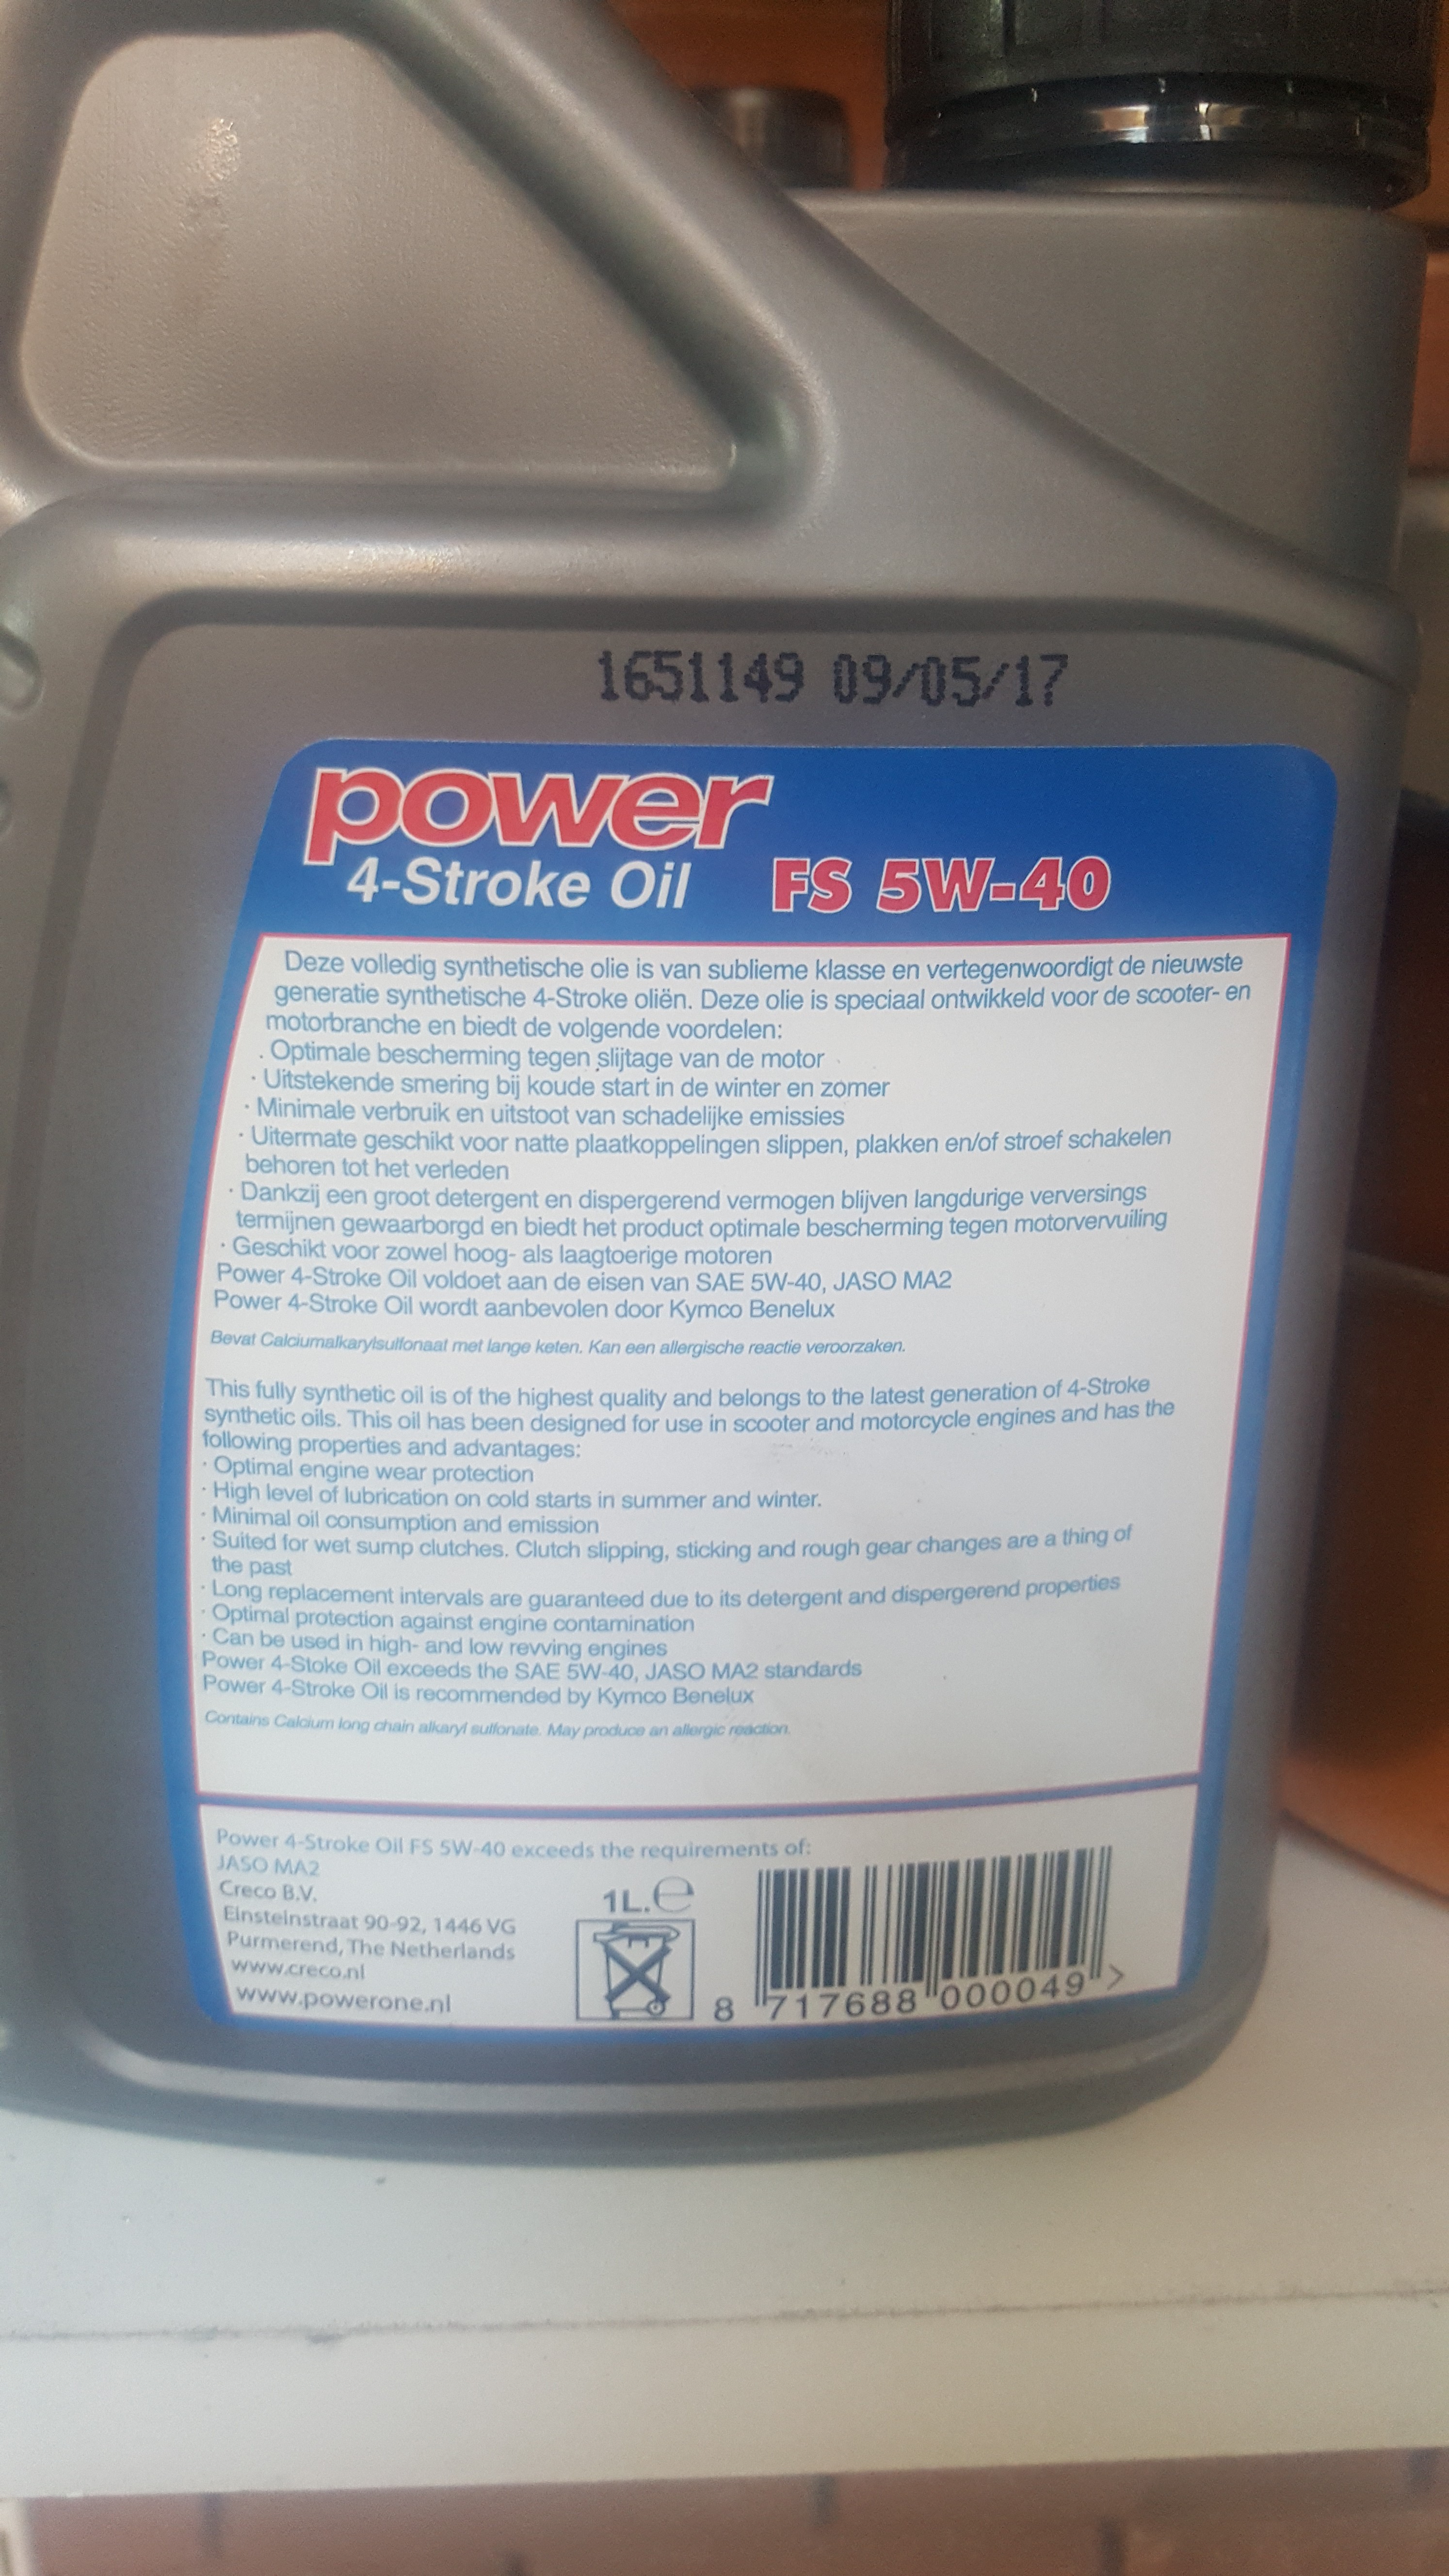 1651149 09/05/17
power
4-Stroke Oil FS 5W-40
Deze volledig synthetische olie is van sublieme klasse en vertegenwoordigt de nieuwste
generatie synthetische 4-Stroke oliën. Deze olie is speciaal ontwikkeld voor de scooter- en
motorbranche en biedt de volgende voordelen:
. Optimale bescherming tegen slijtage van de motor
· Uitstekende smering bij koude start in de winter en zomer
· Minimale verbruik en uitstoot van schadelijke emissies
· Uitermate geschikt voor natte plaatkoppelingen slippen, plakken en/of stroef schakelen
behoren tot het verleden
· Dankzij een groot detergent en dispergerend vermogen blijven langdurige verversings
termijnen gewaarborgd en biedt het product optimale bescherming tegen motorvervuiling
· Geschikt voor zowel hoog- als laagtoerige motoren
Power 4-Stroke Oil voldoet aan de eisen van SAE 5W-40, JASO MA2
Power 4-Stroke Oil wordt aanbevolen door Kymco Benelux
Bevat Calciumalkarylsulfonaat met lange keten. Kan een allergische reactie veroorzaken.
This fully synthetic oil is of the highest quality and belongs to the latest generation of 4-Stroke
synthetic oils. This oil has been designed for use in scooter and motorcycle engines and has the
following properties and advantages:
· Optimal engine wear protection
· High level of lubrication on cold starts in summer and winter.
· Minimal oil consumption and emission
· Suited for wet sump clutches. Clutch slipping, sticking and rough gear changes are a thing of
the past
· Long replacement intervals are guaranteed due to its detergent and dispergerend properties
· Optimal protection against engine contamination
· Can be used in high- and low revving engines
Power 4-Stoke Oil exceeds the SAE 5W-40, JASO MA2 standards
Power 4-Stroke Oil is recommended by Kymco Benelux
Contains Calcium long chain alkaryl sulfonate. May produce an allergic reaction.
Power 4-Stroke Oil FS 5W-40 exceeds the requirements of:
JASO MA2
Creco B.V.
Einsteinstraat 90-92, 1446 VG
Purmerend, The Netherlands
www.creco.nl
www.powerone.nl
1L.℮
8 717688 000049 >